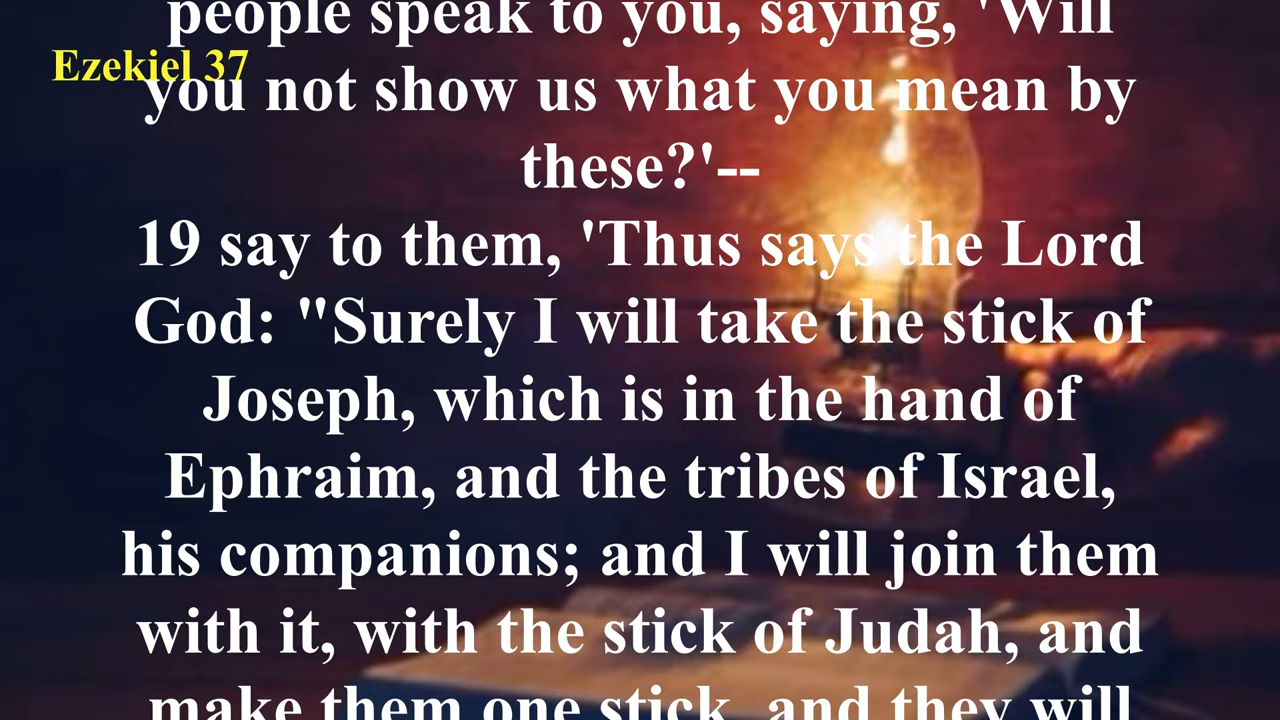 people speak to you, saying, 'Will
Ezekiel 37
you not show us what you mean by
these?'--
19 say to them, 'Thus says the Lord
God: "Surely I will take the stick of
Joseph, which is in the hand of
Ephraim, and the tribes of Israel,
his companions; and I will join them
with it, with the stick of Judah, and
make them one stick, and they will